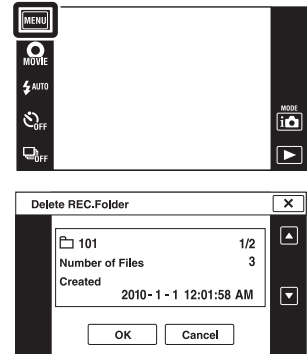 MENU
MOVIE
AUTO
OFF
OFF
MODE
i
Delete REC.Folder
×
101 1/2
Number of Files 3
Created
2010 - 1 - 1 12:01:58 AM
OK Cancel